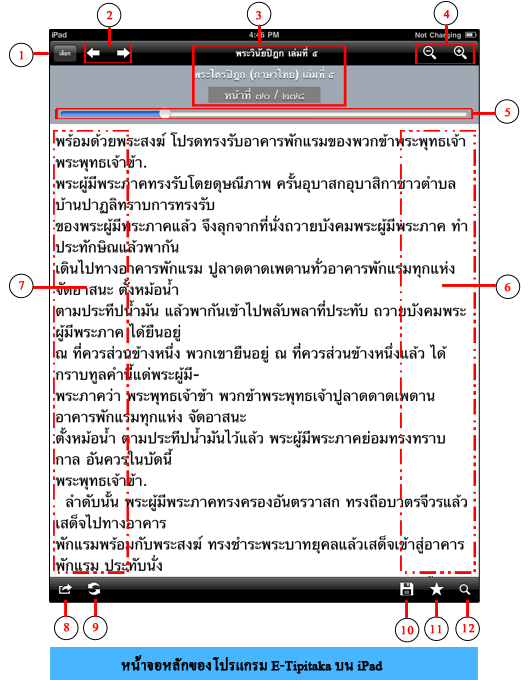 1
2
3
4
iPad
4:46 PM
Not Charging
เลือก
พระวินัยปิฎก เล่มที่ ๕
พระไตรปิฎก (ภาษาไทย) เล่มที่ ๕
หน้าที่ ๗๐ / ๒๗๘
5
พร้อมด้วยพระสงฆ์ โปรดทรงรับอาคารพักแรมของพวกข้าพระพุทธเจ้า
พระพุทธเจ้าข้า.
พระผู้มีพระภาคทรงรับโดยดุษณีภาพ ครั้นอุบาสกอุบาสิกาชาวตำบล
บ้านปาฏลิทราบการทรงรับ
ของพระผู้มีพระภาคแล้ว จึงลุกจากที่นั่งถวายบังคมพระผู้มีพระภาค ทำ
ประทักษิณแล้วพากัน
เดินไปทางอาคารพักแรม ปูลาดดาดเพดานทั่วอาคารพักแรมทุกแห่ง
จัดอาสนะ ตั้งหม้อน้ำ
7
6
ตามประทีปน้ำมัน แล้วพากันเข้าไปพลับพลาที่ประทับ ถวายบังคมพระ
ผู้มีพระภาค ได้ยืนอยู่
ณ ที่ควรส่วนข้างหนึ่ง พวกเขายืนอยู่ ณ ที่ควรส่วนข้างหนึ่งแล้ว ได้
กราบทูลคำนี้แด่พระผู้มี-
พระภาคว่า พระพุทธเจ้าข้า พวกข้าพระพุทธเจ้าปูลาดดาดเพดาน
อาคารพักแรมทุกแห่ง จัดอาสนะ
ตั้งหม้อน้ำ ตามประทีปน้ำมันไว้แล้ว พระผู้มีพระภาคย่อมทรงทราบ
กาล อันควรในบัดนี้
พระพุทธเจ้าข้า.
ลำดับนั้น พระผู้มีพระภาคทรงครองอันตรวาสก ทรงถือบาตรจีวรแล้ว
เสด็จไปทางอาคาร
พักแรมพร้อมกับพระสงฆ์ ทรงชำระพระบาทยุคลแล้วเสด็จเข้าสู่อาคาร
พักแรม ประทับนั่ง
8
9
10
11
12
หน้าจอหลักของโปรแกรม E-Tipitaka บน iPad